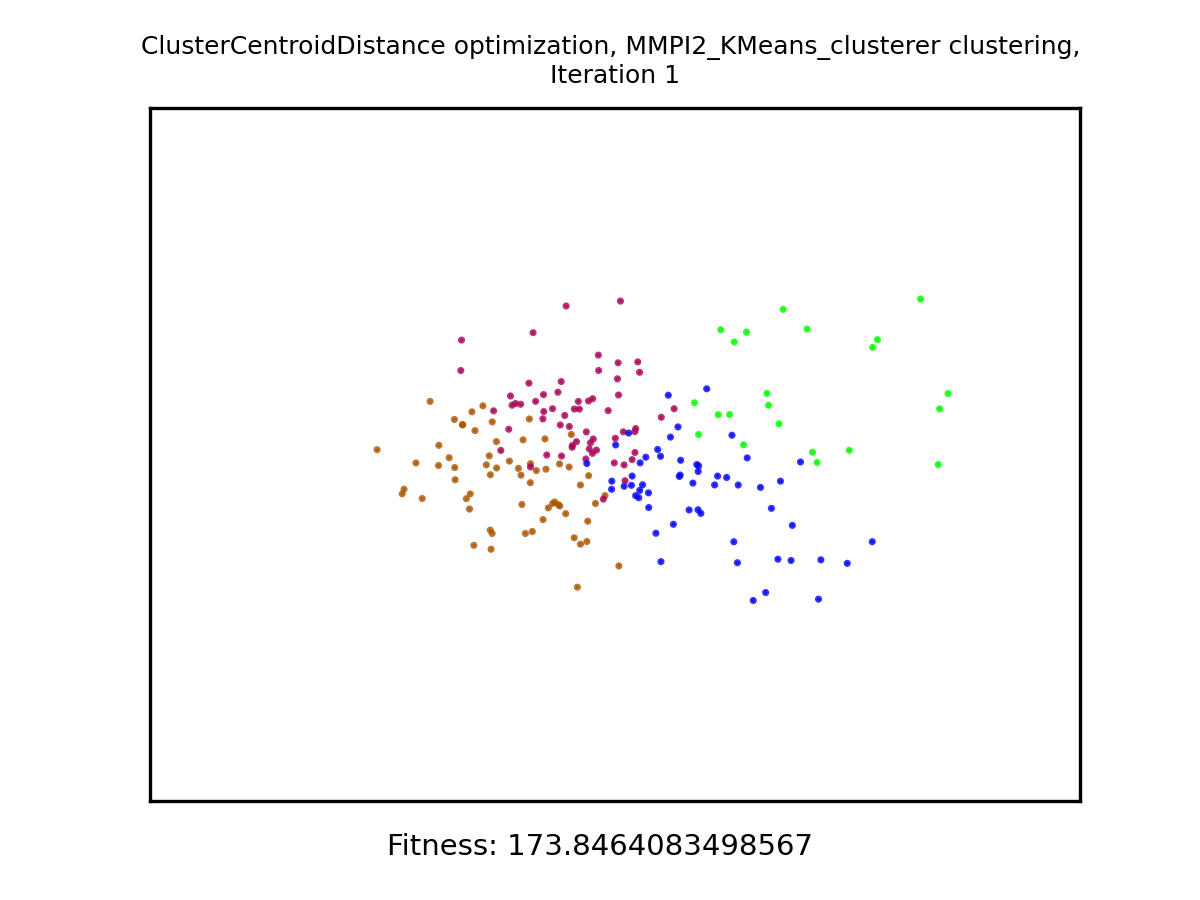 ClusterCentroidDistance optimization, MMPI2_KMeans_clusterer clustering,
Iteration 1
Fitness: 173.8464083498567